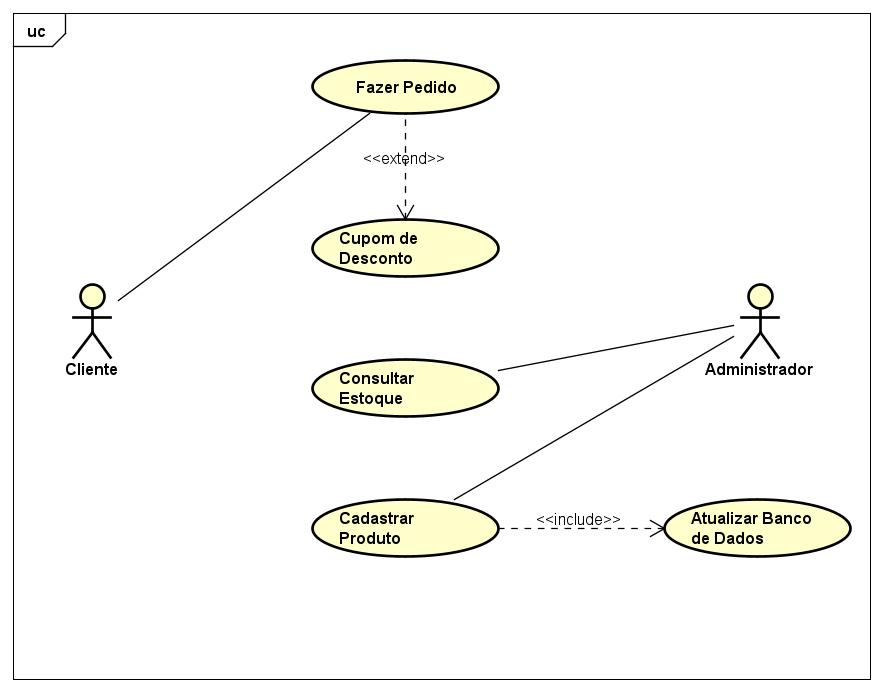 uc
Fazer Pedido
<<extend>>
Cupom de
Desconto
Cliente
Administrador
Consultar
Estoque
Cadastrar
Produto
<<include>>
Atualizar Banco
de Dados